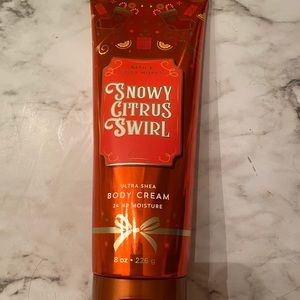 SNOWY
CITRUS
SWIRL
ULTRA SHEA
BODY CREAM
24 HR MOISTURE
8 oz • 226 g